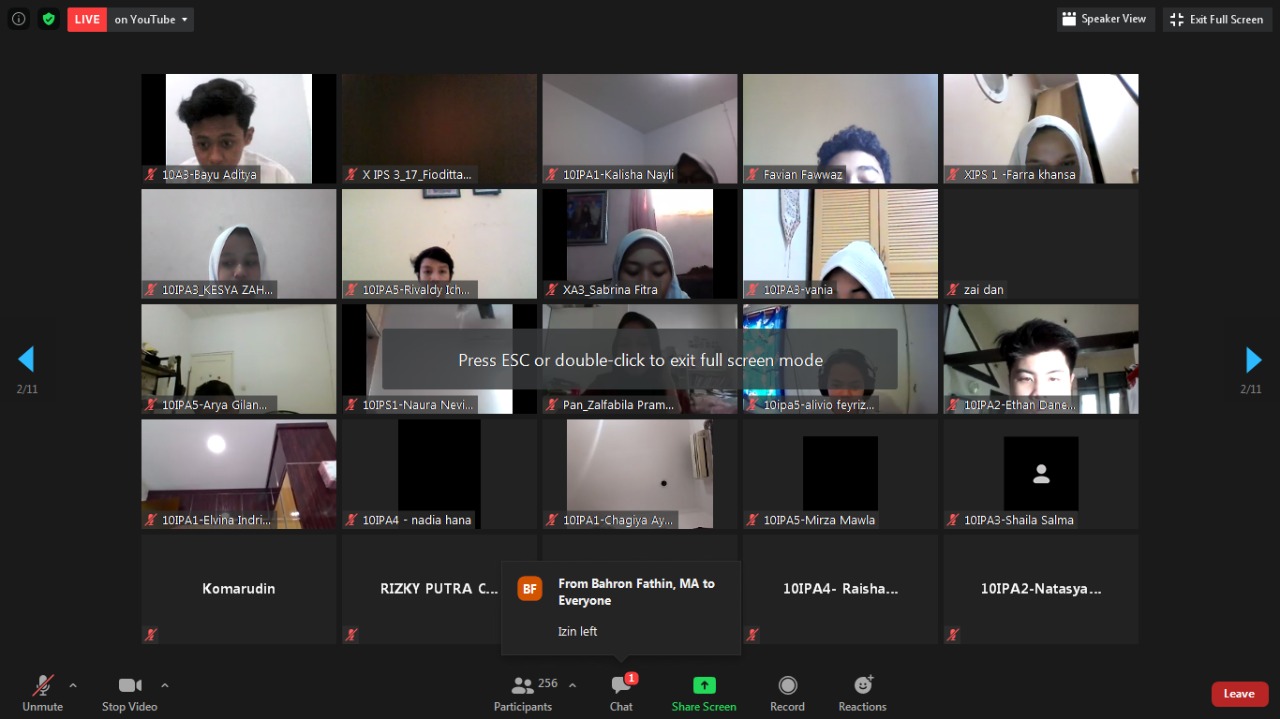 LIVE on YouTube
Speaker View
Exit Full Screen
10A3-Bayu Aditya
X IPS 3_17_Fioditta...
10IPA1-Kalisha Nayli
Favian Fawwaz
XIPS 1 -Farra khansa
10IPA3_KESYA ZAH...
10IPA5-Rivaldy Ich...
XA3_Sabrina Fitra
10IPA3-vania
zai dan
Press ESC or double-click to exit full screen mode
2/11
2/11
10IPA5-Arya Gilan...
10IPS1-Naura Nevi...
Pan_Zalfabila Pram...
10ipa5-alivio feyriz...
10IPA2-Ethan Dane...
10IPA1-Elvina Indri...
10IPA4 - nadia hana
10IPA1-Chagiya Ay...
10IPA5-Mirza Mawla
10IPA3-Shaila Salma
Komarudin
RIZKY PUTRA C...
10IPA4- Raisha...
10IPA2-Natasya...
BF
From Bahron Fathin, MA to
Everyone
Izin left
Unmute
Stop Video
256
Participants
1
Chat
Share Screen
Record
Reactions
Leave